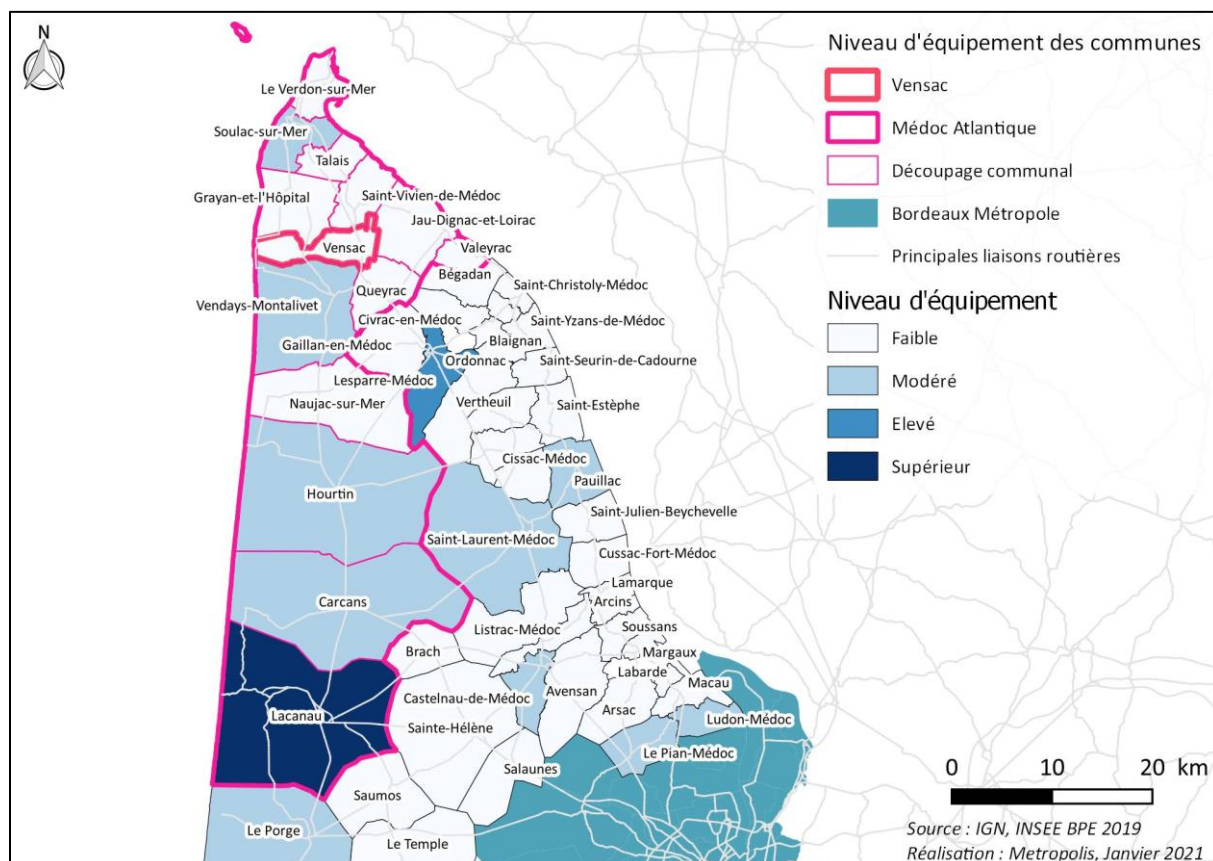 N
Niveau d'équipement des communes
Vensac
Médoc Atlantique
Découpage communal
Bordeaux Métropole
Principales liaisons routières
Niveau d'équipement
Faible
Modéré
Elevé
Supérieur
Le Verdon-sur-Mer
Soulac-sur-Mer
Talais
Grayan-et-l'Hôpital
Saint-Vivien-de-Médoc
Jau-Dignac-et-Loirac
Vensac
Valeyrac
Bégadan
Queyrac
Saint-Christoly-Médoc
Vendays-Montalivet
Civrac-en-Médoc
Saint-Yzans-de-Médoc
Blaignan
Gaillan-en-Médoc
Ordonnac
Saint-Seurin-de-Cadourne
Lesparre-Médoc
Naujac-sur-Mer
Vertheuil
Saint-Estèphe
Cissac-Médoc
Pauillac
Hourtin
Saint-Julien-Beychevelle
Saint-Laurent-Médoc
Cussac-Fort-Médoc
Lamarque
Carcans
Arcins
Listrac-Médoc
Soussans
Brach
Margaux
Labarde
Macau
Castelnau-de-Médoc
Avensan
Arsac
Lacanau
Sainte-Hélène
Ludon-Médoc
Le Pian-Médoc
Salaunes
Saumos
Le Porge
Le Temple
0 10 20 km
Source : IGN, INSEE BPE 2019
Réalisation : Metropolis, Janvier 2021